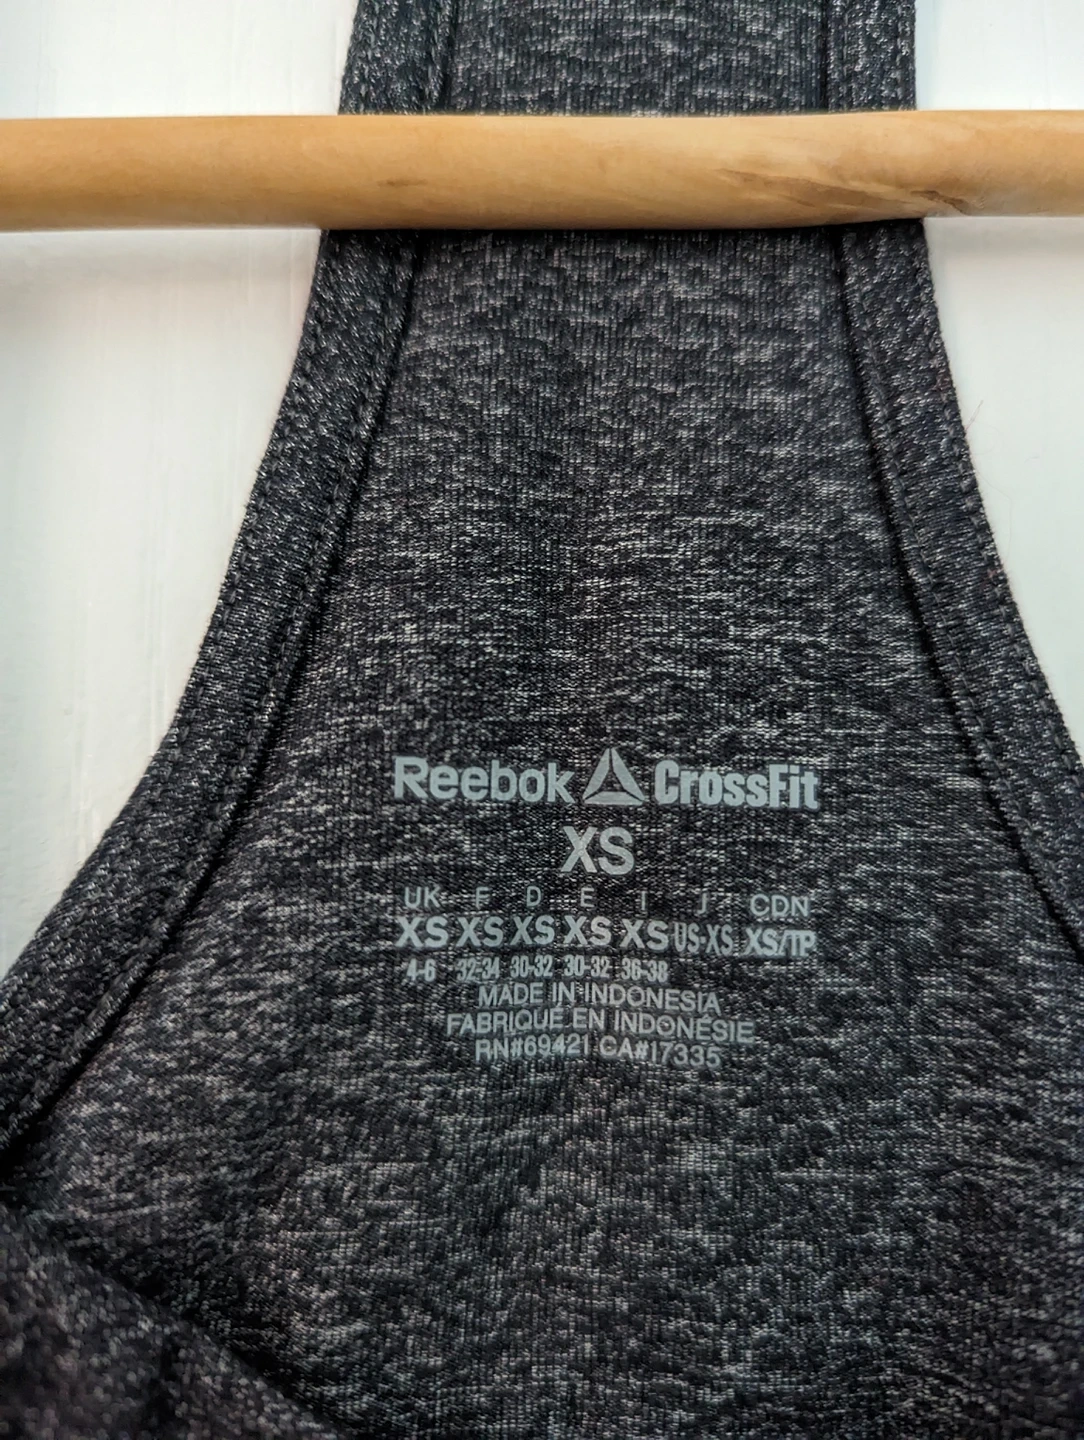 Reebok CrossFit
XS
UK F D E I J CDN
XS XS XS XS XS US-XS XS/TP
4-6 32-34 30-32 30-32 36-38
MADE IN INDONESIA
FABRIQUÉ EN INDONÉSIE
RN#69421 CA#17335